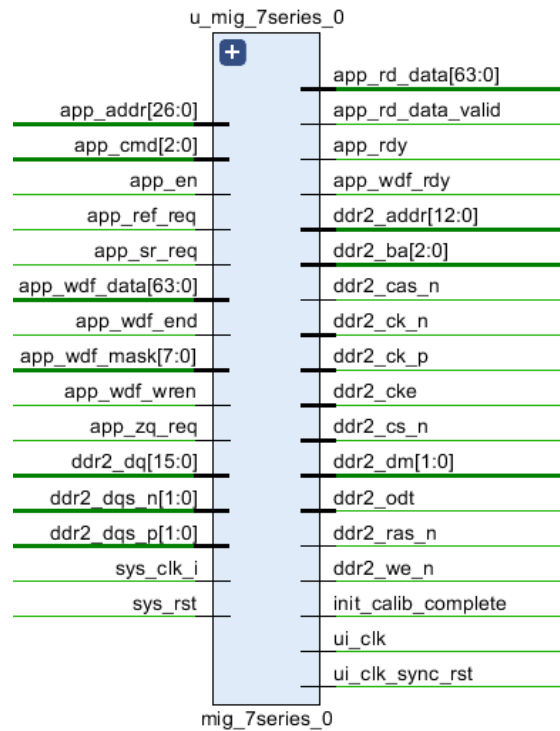 u_mig_7series_0
app_addr[26:0]
app_cmd[2:0]
app_en
app_ref_req
app_sr_req
app_wdf_data[63:0]
app_wdf_end
app_wdf_mask[7:0]
app_wdf_wren
app_zq_req
ddr2_dq[15:0]
ddr2_dqs_n[1:0]
ddr2_dqs_p[1:0]
sys_clk_i
sys_rst
app_rd_data[63:0]
app_rd_data_valid
app_rdy
app_wdf_rdy
ddr2_addr[12:0]
ddr2_ba[2:0]
ddr2_cas_n
ddr2_ck_n
ddr2_ck_p
ddr2_cke
ddr2_cs_n
ddr2_dm[1:0]
ddr2_odt
ddr2_ras_n
ddr2_we_n
init_calib_complete
ui_clk
ui_clk_sync_rst
mig_7series_0